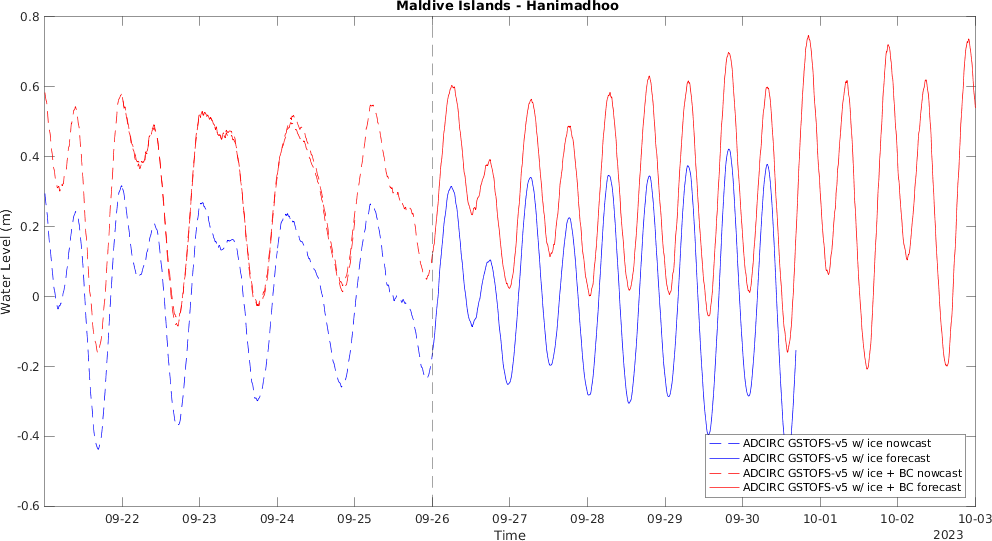 Maldive Islands - Hanimadhoo
Water Level (m)
0.8
0.6
0.4
0.2
0
-0.2
-0.4
-0.6
ADCIRC GSTOFS-v5 w/ ice nowcast
ADCIRC GSTOFS-v5 w/ ice forecast
ADCIRC GSTOFS-v5 w/ ice + BC nowcast
ADCIRC GSTOFS-v5 w/ ice + BC forecast
09-22 09-23 09-24 09-25 09-26 09-27 09-28 09-29 09-30 10-01 10-02 10-03
Time
2023